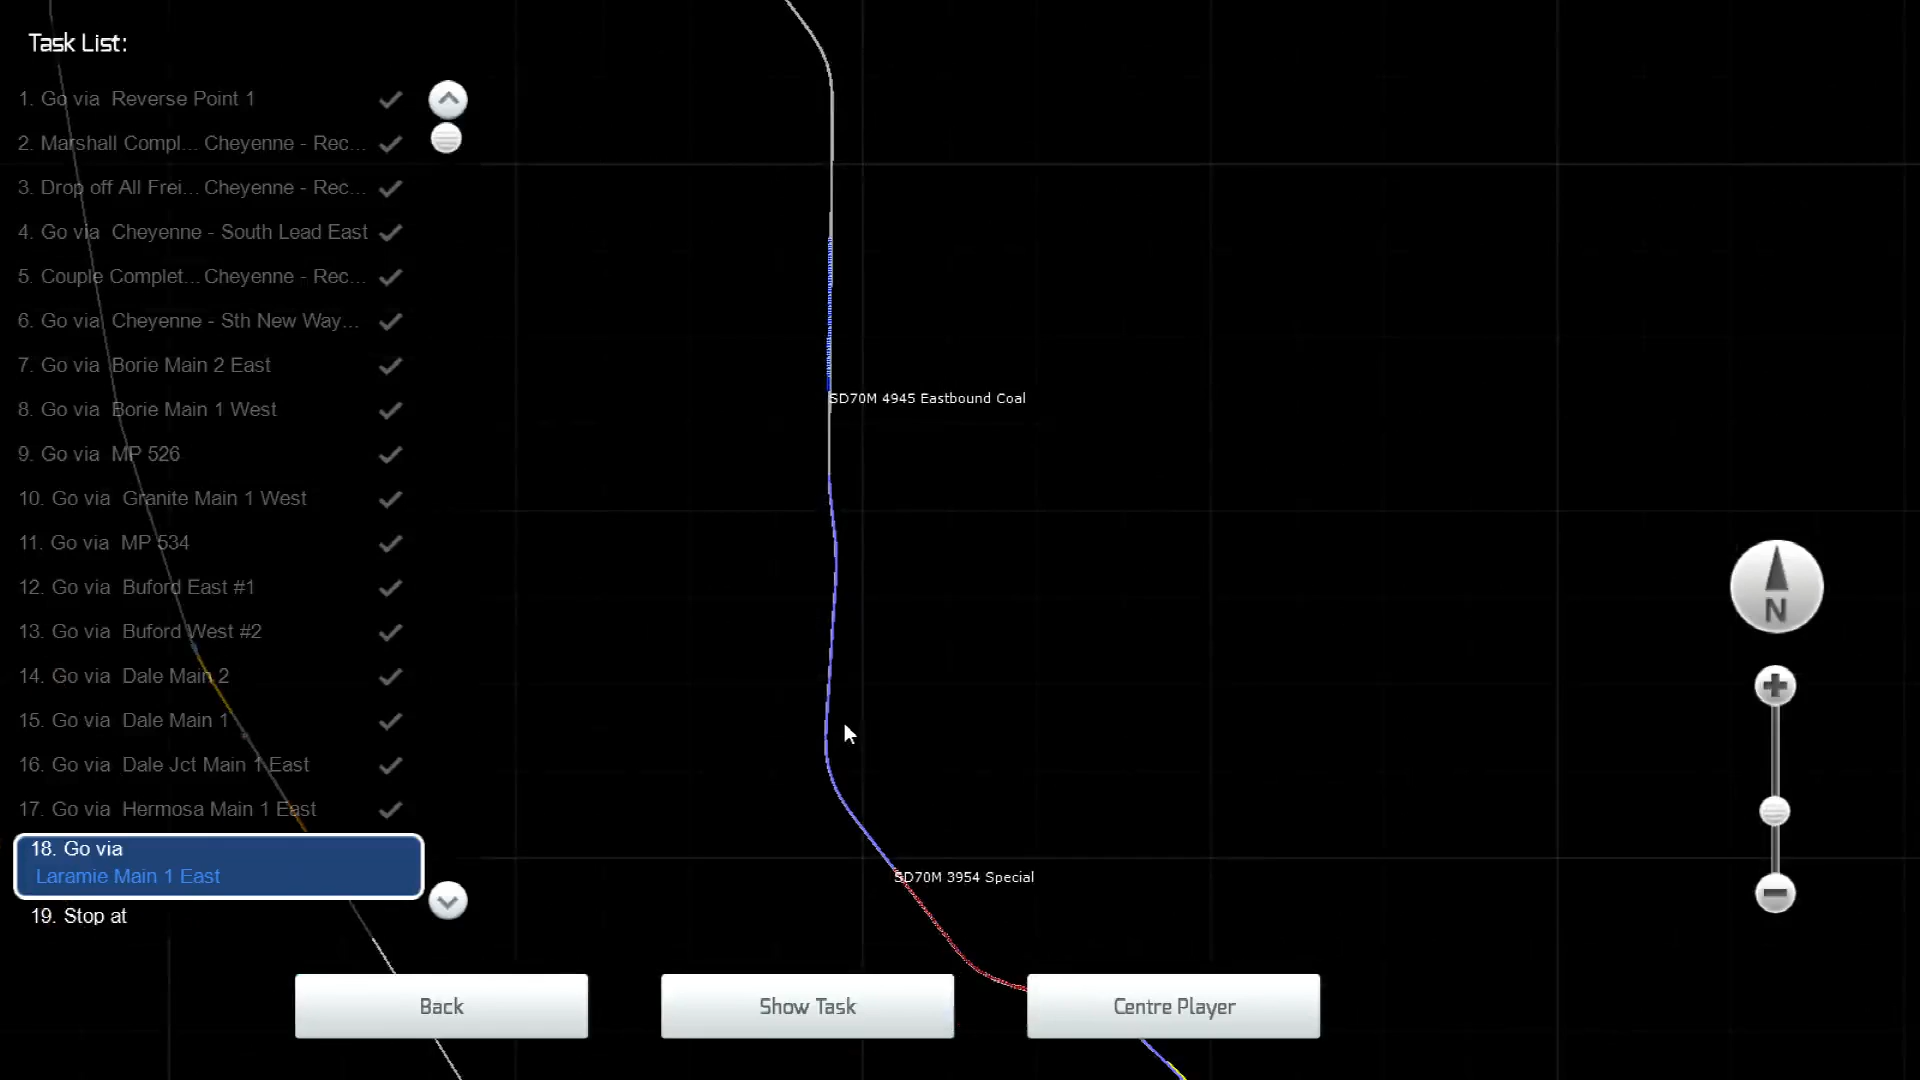 Task List:
1. Go via Reverse Point 1
2. Marshall Compl... Cheyenne - Rec...
3. Drop off All Frei... Cheyenne - Rec...
4. Go via Cheyenne - South Lead East
5. Couple Complet... Cheyenne - Rec...
6. Go via Cheyenne - Sth New Way...
7. Go via Borie Main 2 East
8. Go via Borie Main 1 West
9. Go via MP 526
10. Go via Granite Main 1 West
11. Go via MP 534
12. Go via Buford East #1
13. Go via Buford West #2
14. Go via Dale Main 2
15. Go via Dale Main 1
16. Go via Dale Jct Main 1 East
17. Go via Hermosa Main 1 East
18. Go via
Laramie Main 1 East
19. Stop at
SD70M 4945 Eastbound Coal
SD70M 3954 Special
N
Back
Show Task
Centre Player